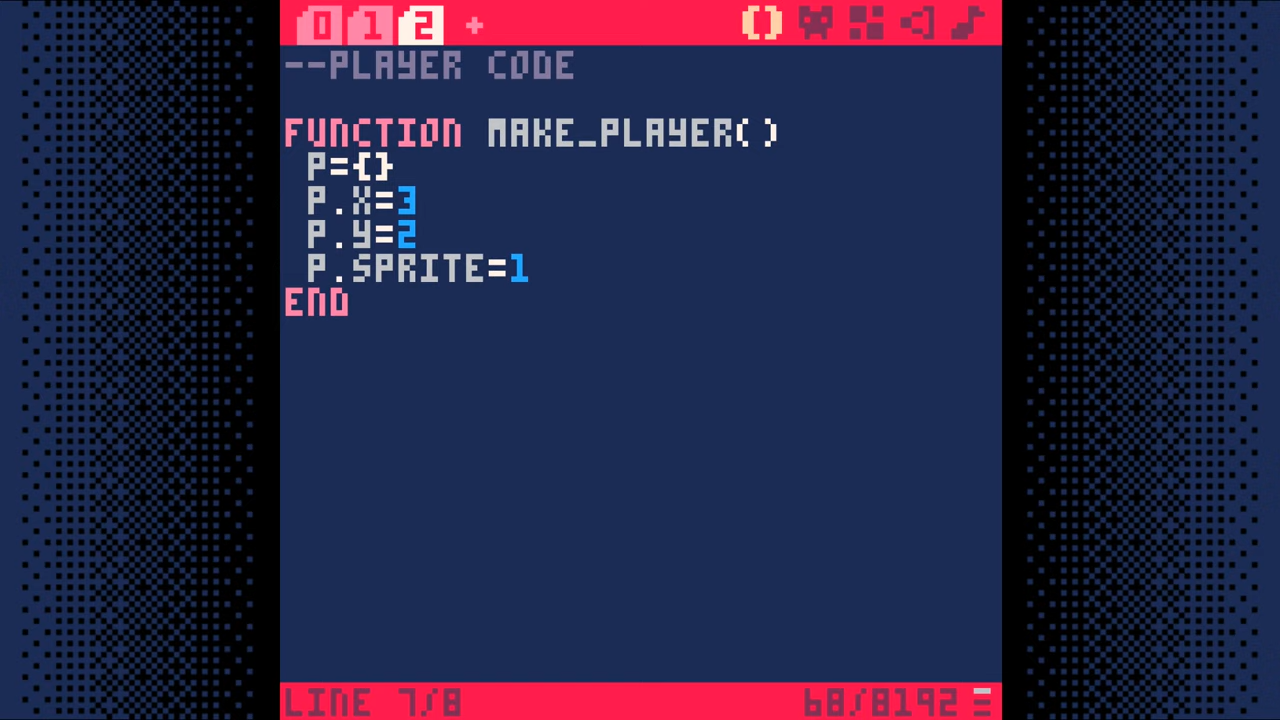 0 1 2 +
--PLAYER CODE
FUNCTION MAKE_PLAYER()
P={}
P.X=3
P.Y=2
P.SPRITE=1
END
LINE 7/8 68/8192